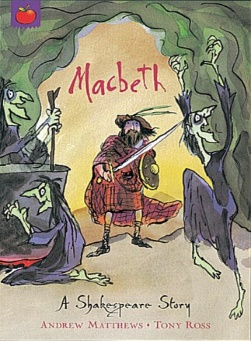 Macbeth
A Shakespeare Story
ANDREW MATTHEWS • TONY ROSS